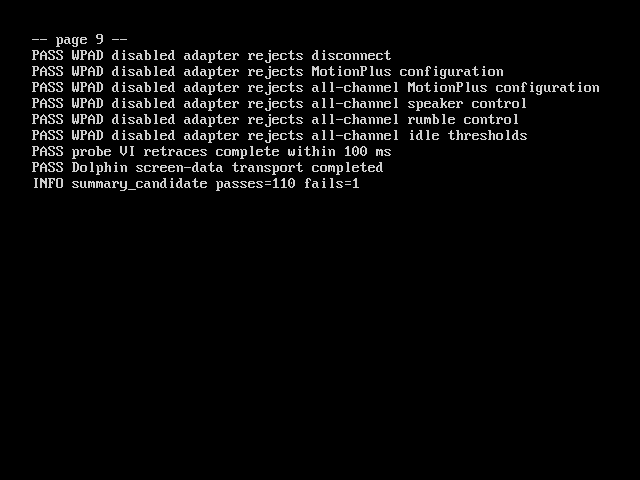 -- page 9 --
PASS WPAD disabled adapter rejects disconnect
PASS WPAD disabled adapter rejects MotionPlus configuration
PASS WPAD disabled adapter rejects all-channel MotionPlus configuration
PASS WPAD disabled adapter rejects all-channel speaker control
PASS WPAD disabled adapter rejects all-channel rumble control
PASS WPAD disabled adapter rejects all-channel idle thresholds
PASS probe VI retraces complete within 100 ms
PASS Dolphin screen-data transport completed
INFO summary_candidate passes=110 fails=1